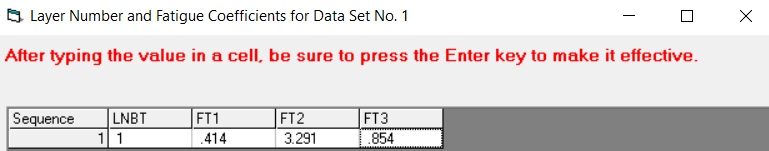 Layer Number and Fatigue Coefficients for Data Set No. 1
After typing the value in a cell, be sure to press the Enter key to make it effective.
Sequence LNBT FT1 FT2 FT3
1 1 .414 3.291 .854